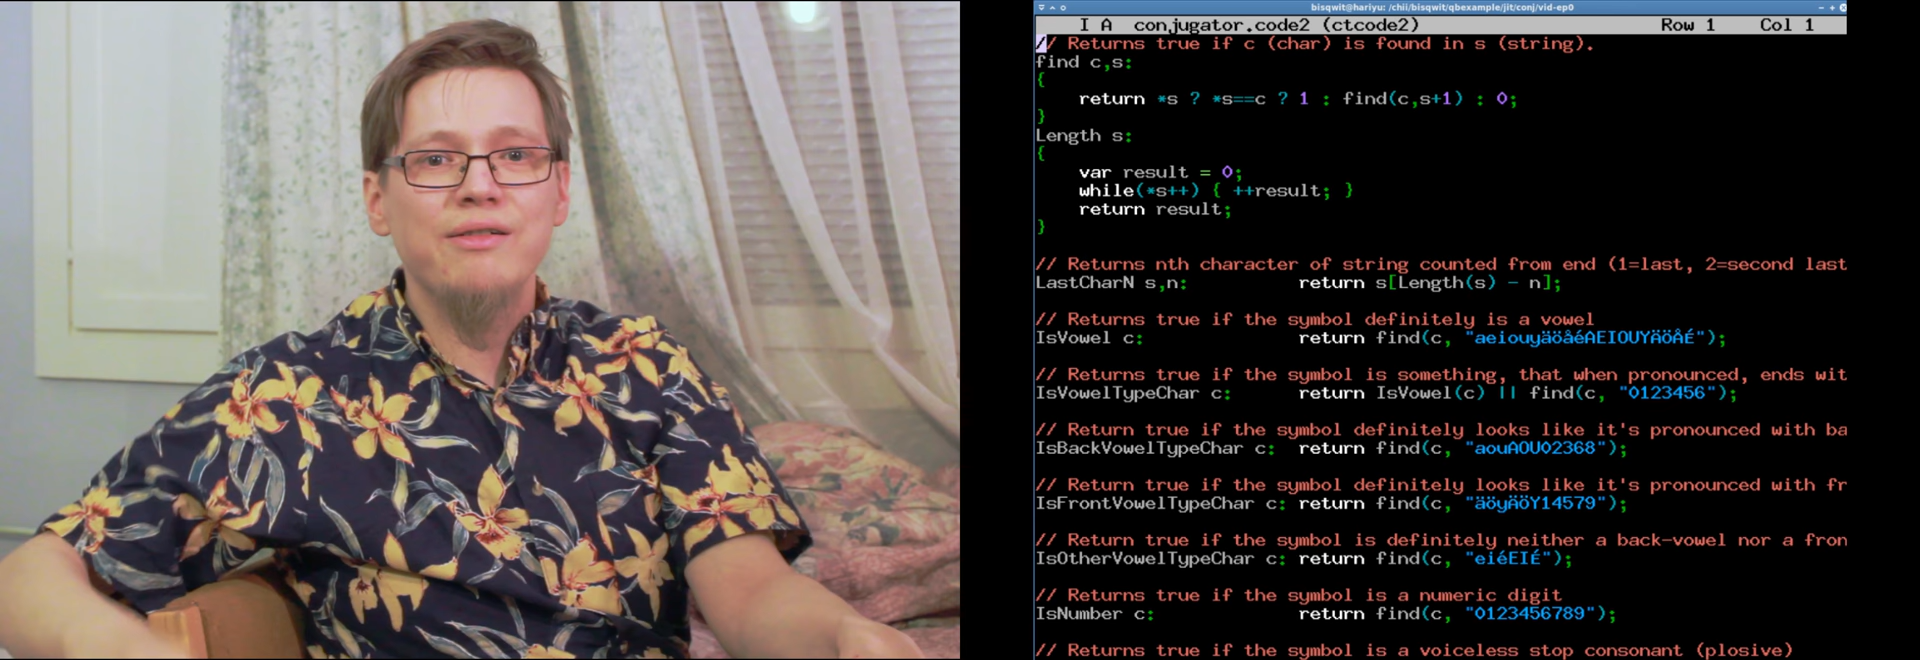 bisqwit@hariyu: /chii/bisqwit/qbexample/jit/conj/vid-ep0
I A conjugator.code2 (ctcode2) Row 1 Col 1
// Returns true if c (char) is found in s (string).
find c,s:
{
return *s ? *s==c ? 1 : find(c,s+1) : 0;
}
Length s:
{
var result = 0;
while(*s++) { ++result; }
return result;
}
// Returns nth character of string counted from end (1=last, 2=second last
LastCharN s,n: return s[Length(s) - n];
// Returns true if the symbol definitely is a vowel
IsVowel c: return find(c, "aeiouyäöåéAEIOUYÄÖÅÉ");
// Returns true if the symbol is something, that when pronounced, ends wit
IsVowelTypeChar c: return IsVowel(c) || find(c, "0123456");
// Return true if the symbol definitely looks like it's pronounced with ba
IsBackVowelTypeChar c: return find(c, "aouAOU02368");
// Return true if the symbol definitely looks like it's pronounced with fr
IsFrontVowelTypeChar c: return find(c, "äöyÄÖY14579");
// Return true if the symbol is definitely neither a back-vowel nor a fron
IsOtherVowelTypeChar c: return find(c, "eiéEIÉ");
// Returns true if the symbol is a numeric digit
IsNumber c: return find(c, "0123456789");
// Returns true if the symbol is a voiceless stop consonant (plosive)